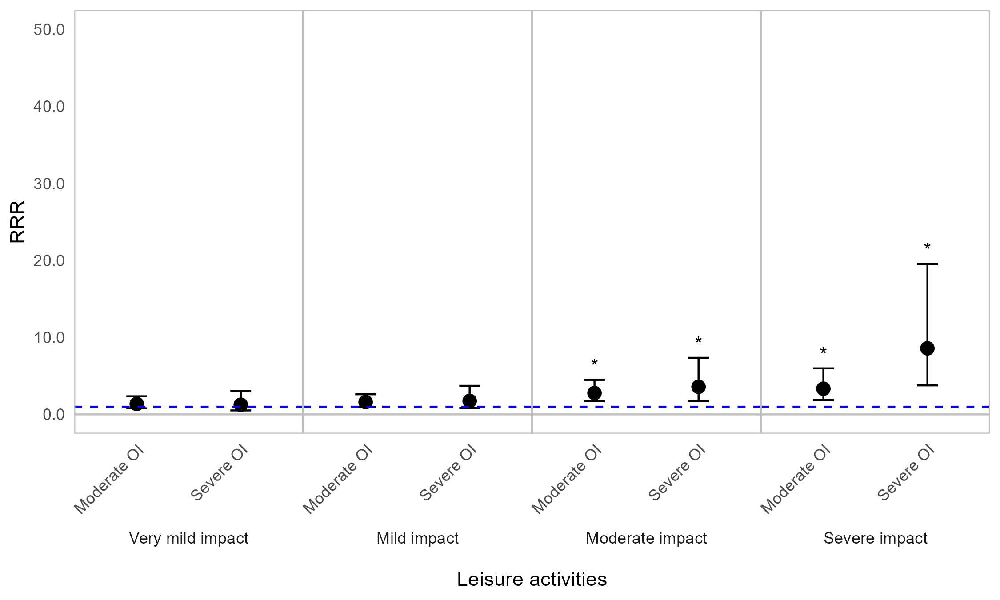 50.0
40.0
30.0
20.0
10.0
0.0
RRR
*
*
*
*
Moderate OI
Severe OI
Moderate OI
Severe OI
Moderate OI
Severe OI
Moderate OI
Severe OI
Very mild impact
Mild impact
Moderate impact
Severe impact
Leisure activities